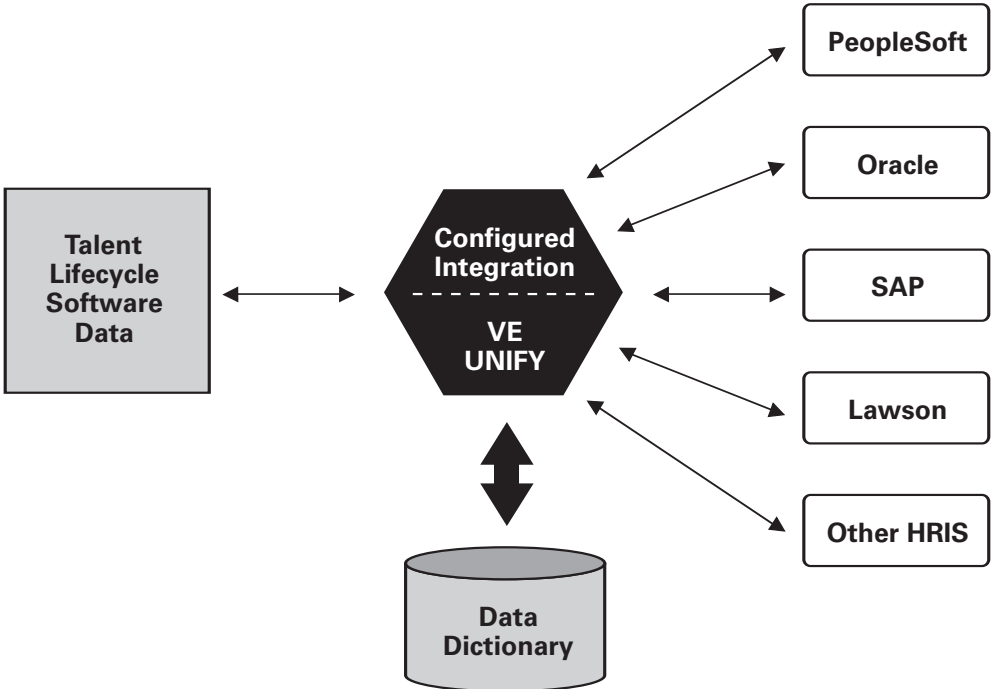 Talent
Lifecycle
Software
Data
Configured
Integration
VE
UNIFY
Data
Dictionary
PeopleSoft
Oracle
SAP
Lawson
Other HRIS